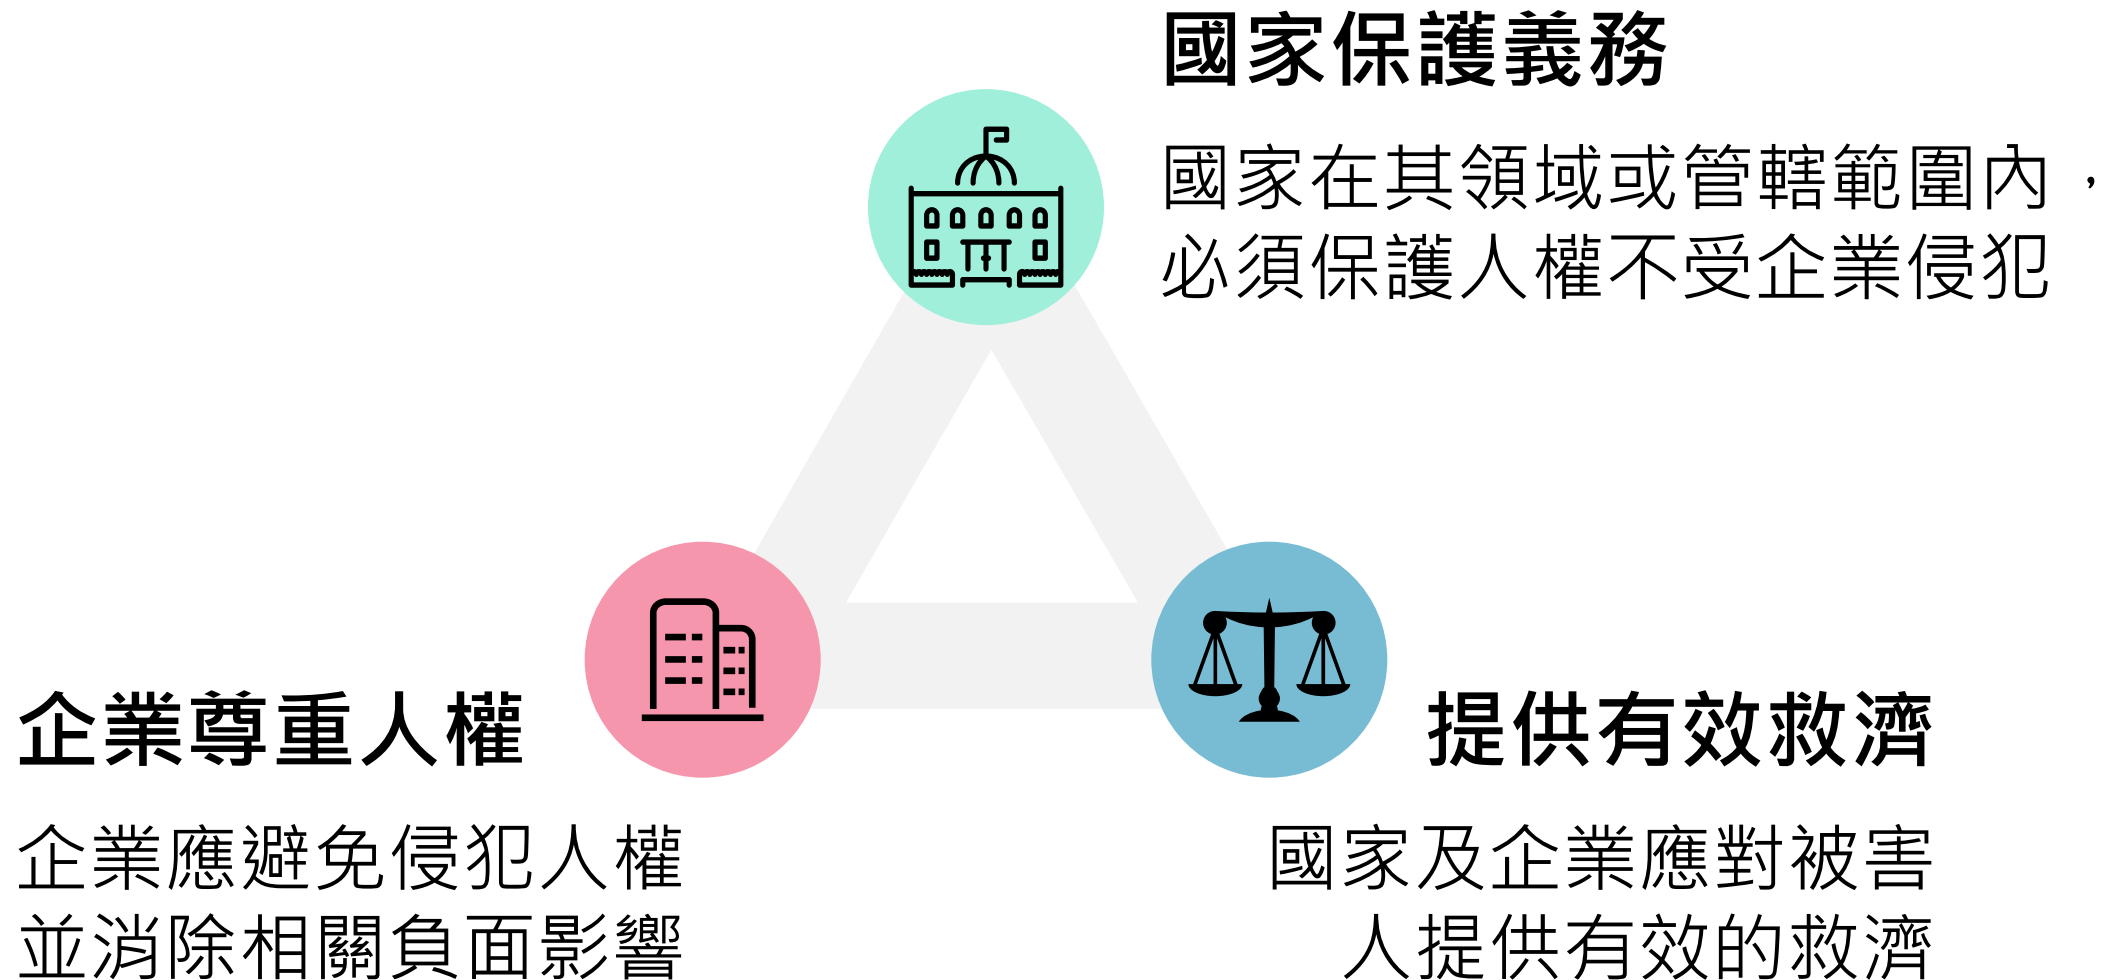 國家保護義務
國家在其領域或管轄範圍內，
必須保護人權不受企業侵犯
企業尊重人權
企業應避免侵犯人權
並消除相關負面影響
提供有效救濟
國家及企業應對被害
人提供有效的救濟